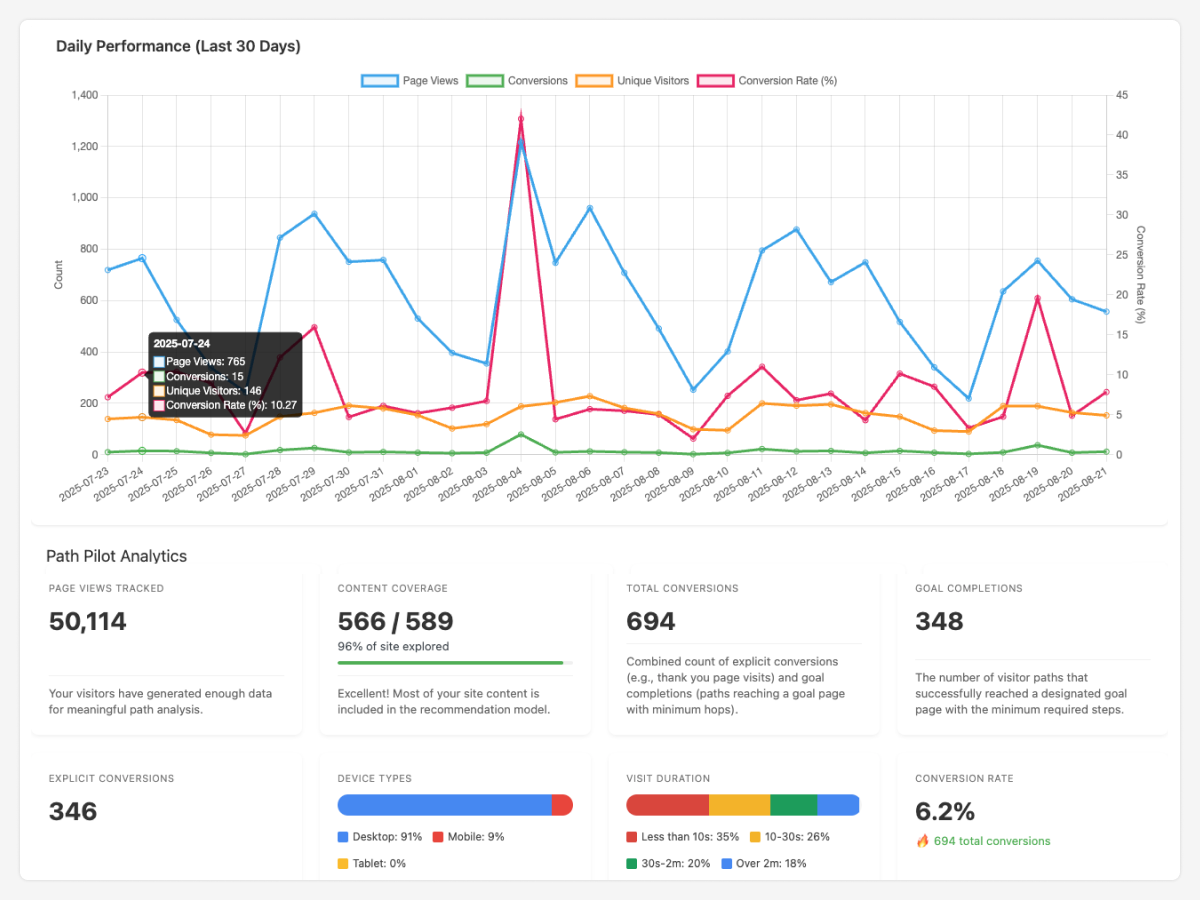 Daily Performance (Last 30 Days)
Page Views Conversions Unique Visitors Conversion Rate (%)
1,400
1,200
1,000
800
600
400
200
0
Count
45
40
35
30
25
20
15
10
5
0
Conversion Rate (%)
2025-07-24
Page Views: 765
Conversions: 15
Unique Visitors: 146
Conversion Rate (%): 10.27
2025-07-23
2025-07-24
2025-07-25
2025-07-26
2025-07-27
2025-07-28
2025-07-29
2025-07-30
2025-07-31
2025-08-01
2025-08-02
2025-08-03
2025-08-04
2025-08-05
2025-08-06
2025-08-07
2025-08-08
2025-08-09
2025-08-10
2025-08-11
2025-08-12
2025-08-13
2025-08-14
2025-08-15
2025-08-16
2025-08-17
2025-08-18
2025-08-19
2025-08-20
2025-08-21
Path Pilot Analytics
PAGE VIEWS TRACKED
50,114
Your visitors have generated enough data
for meaningful path analysis.
CONTENT COVERAGE
566 / 589
96% of site explored
Excellent! Most of your site content is
included in the recommendation model.
TOTAL CONVERSIONS
694
Combined count of explicit conversions
(e.g., thank you page visits) and goal
completions (paths reaching a goal page
with minimum hops).
GOAL COMPLETIONS
348
The number of visitor paths that
successfully reached a designated goal
page with the minimum required steps.
EXPLICIT CONVERSIONS
346
DEVICE TYPES
Desktop: 91% Mobile: 9%
Tablet: 0%
VISIT DURATION
Less than 10s: 35% 10-30s: 26%
30s-2m: 20% Over 2m: 18%
CONVERSION RATE
6.2%
🔥 694 total conversions